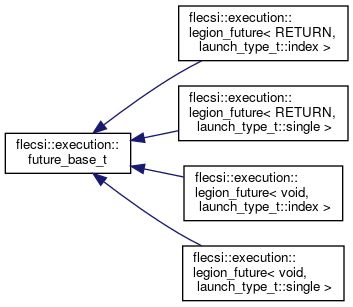 flecsi::execution::
legion_future< RETURN,
launch_type_t::index >
flecsi::execution::
legion_future< RETURN,
launch_type_t::single >
flecsi::execution::
future_base_t
flecsi::execution::
legion_future< void,
launch_type_t::index >
flecsi::execution::
legion_future< void,
launch_type_t::single >